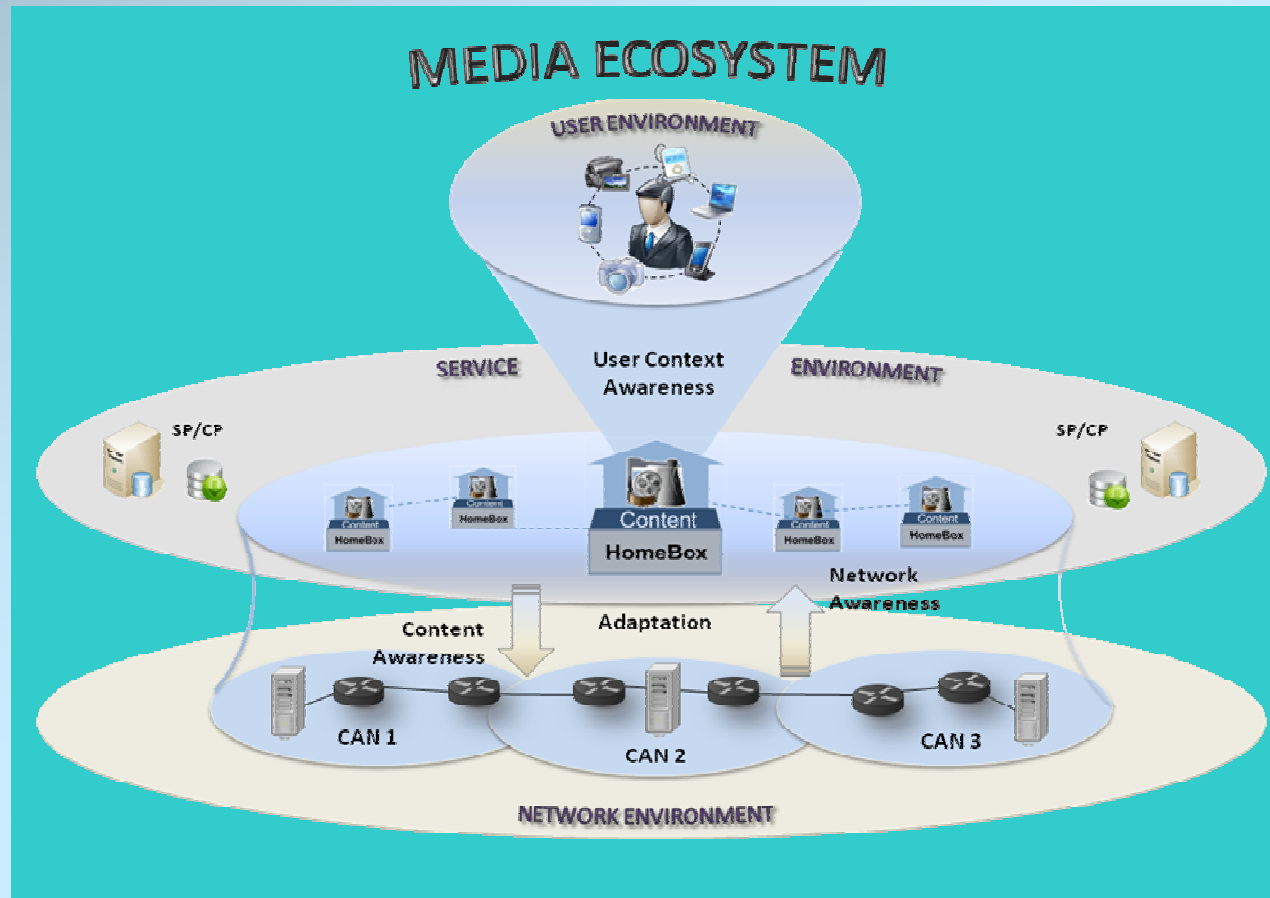 MEDIA ECOSYSTEM
USER ENVIRONMENT
User Context
Awareness
SERVICE
ENVIRONMENT
SP/CP
SP/CP
Content
HomeBox
Content
HomeBox
Content
HomeBox
Content
HomeBox
Content
HomeBox
Network
Awareness
Adaptation
Content
Awareness
CAN 1
CAN 2
CAN 3
NETWORK ENVIRONMENT